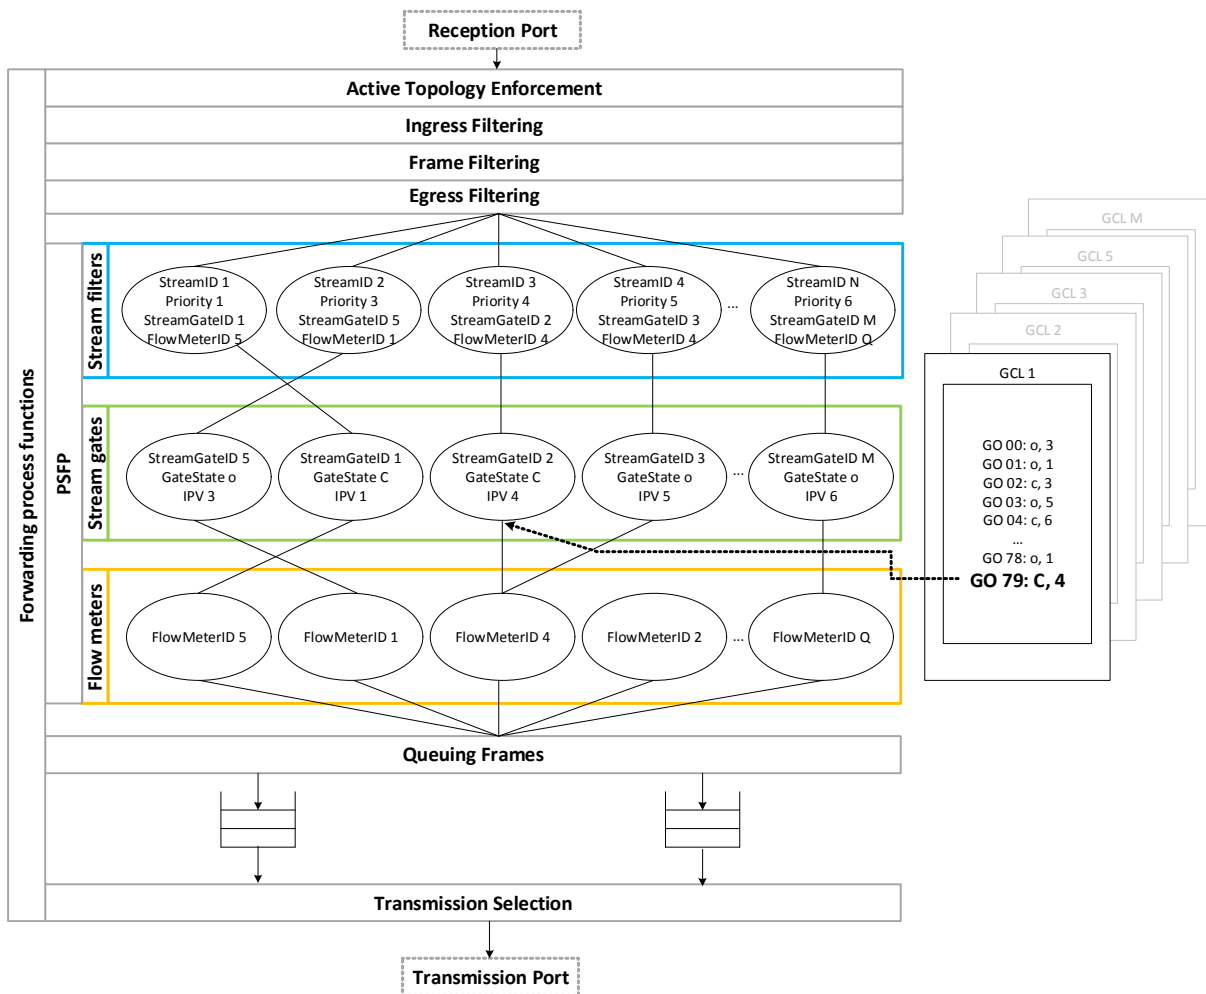 Reception Port
Active Topology Enforcement
Ingress Filtering
Frame Filtering
Egress Filtering
Forwarding process functions
PSFP
Stream filters
StreamID 1
Priority 1
StreamGateID 1
FlowMeterID 5
StreamID 2
Priority 3
StreamGateID 5
FlowMeterID 1
StreamID 3
Priority 4
StreamGateID 2
FlowMeterID 4
StreamID 4
Priority 5
StreamGateID 3
FlowMeterID 4
...
StreamID N
Priority 6
StreamGateID M
FlowMeterID Q
Stream gates
StreamGateID 5
GateState o
IPV 3
StreamGateID 1
GateState C
IPV 1
StreamGateID 2
GateState C
IPV 4
StreamGateID 3
GateState o
IPV 5
...
StreamGateID M
GateState o
IPV 6
Flow meters
FlowMeterID 5
FlowMeterID 1
FlowMeterID 4
FlowMeterID 2
...
FlowMeterID Q
GCL M
GCL 5
GCL 3
GCL 2
GCL 1
GO 00: o, 3
GO 01: o, 1
GO 02: c, 3
GO 03: o, 5
GO 04: c, 6
...
GO 78: o, 1
GO 79: C, 4
Queuing Frames
Transmission Selection
Transmission Port